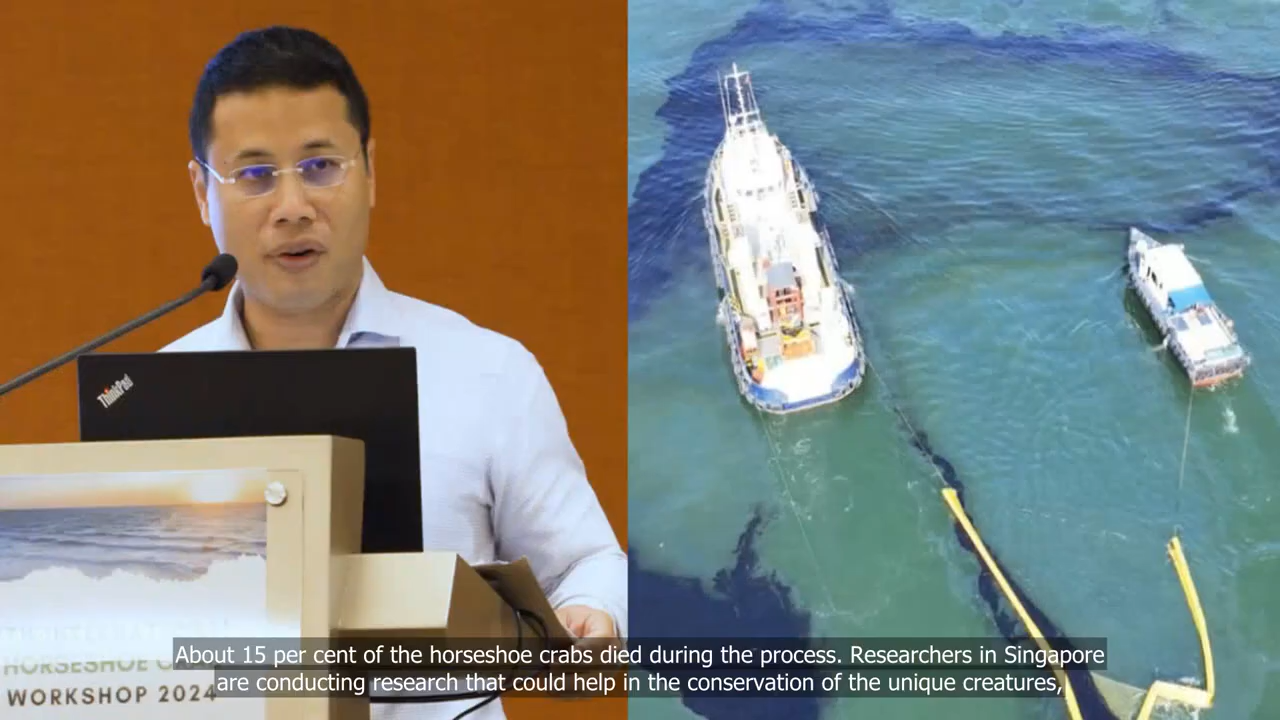 ThinkPad
WORKSHOP 2024
About 15 per cent of the horseshoe crabs died during the process. Researchers in Singapore
are conducting research that could help in the conservation of the unique creatures,